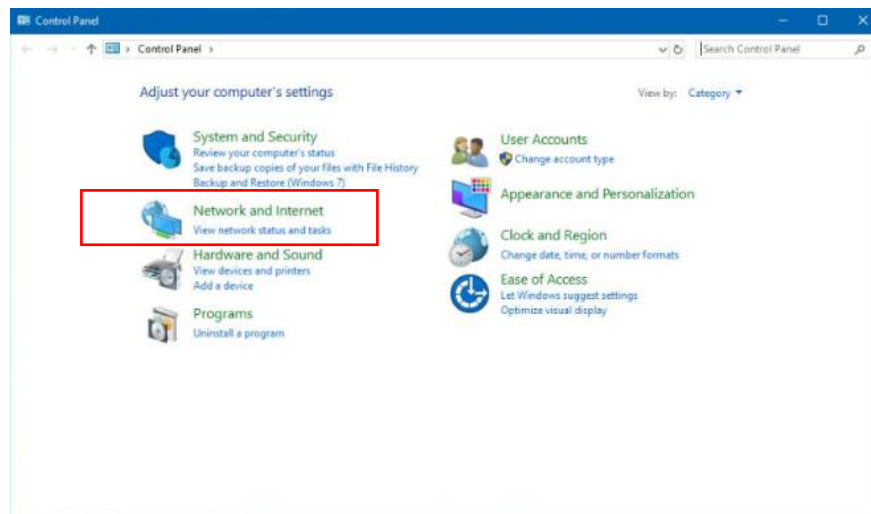 Control Panel
Control Panel
Search Control Panel
Adjust your computer's settings
View by: Category
System and Security
Review your computer's status
Save backup copies of your files with File History
Backup and Restore (Windows 7)
Network and Internet
View network status and tasks
Hardware and Sound
View devices and printers
Add a device
Programs
Uninstall a program
User Accounts
Change account type
Appearance and Personalization
Clock and Region
Change date, time, or number formats
Ease of Access
Let Windows suggest settings
Optimize visual display